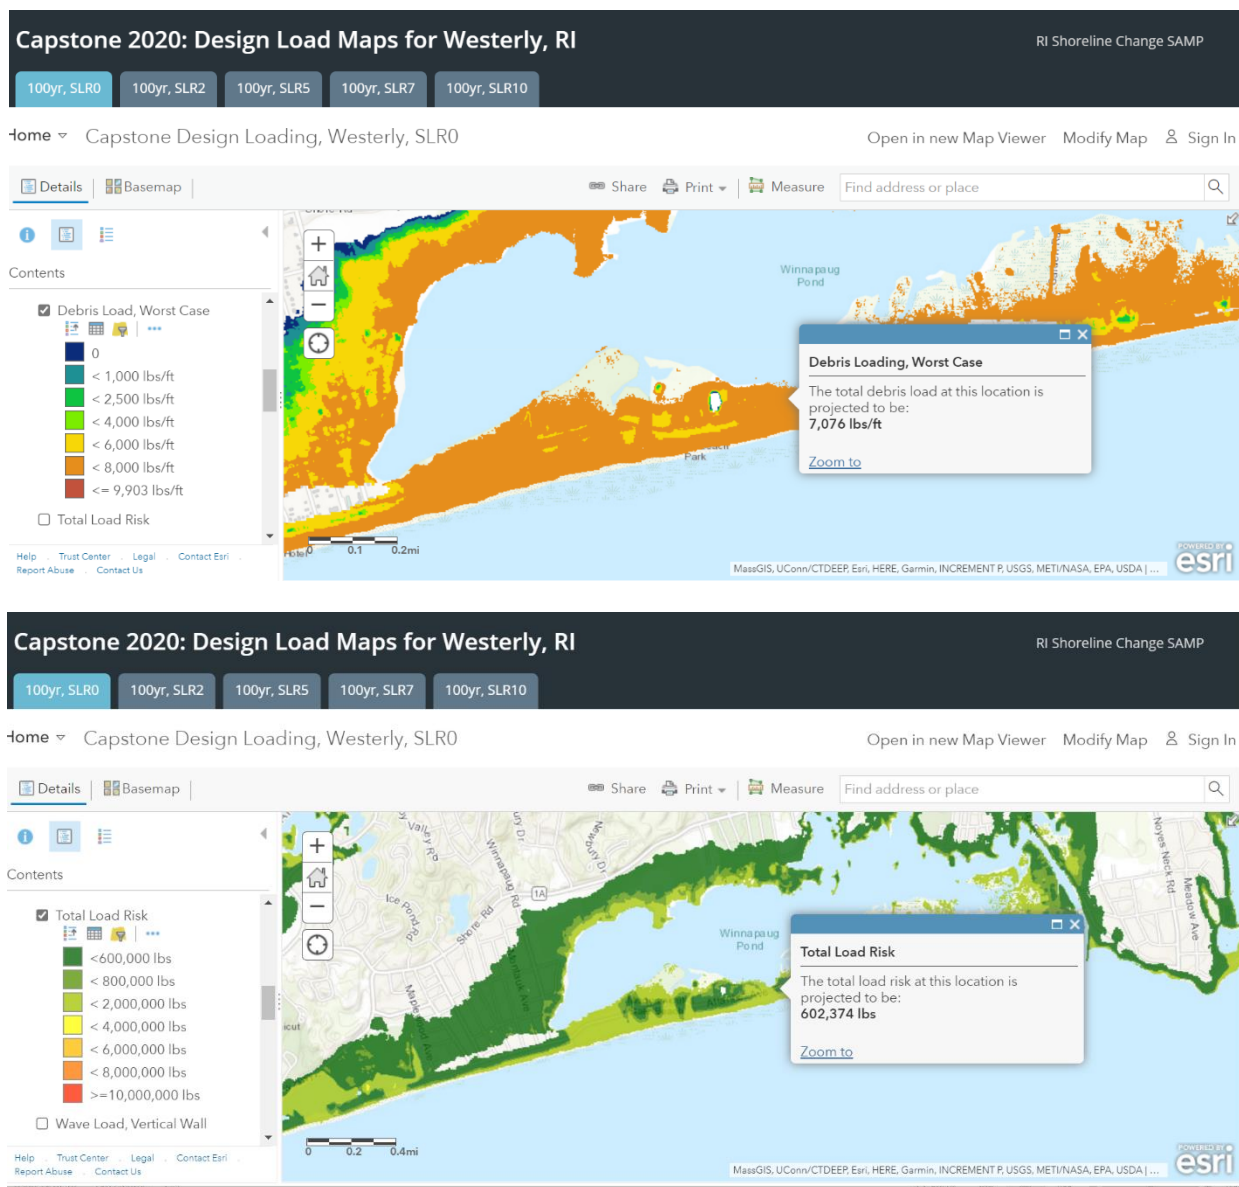 Capstone 2020: Design Load Maps for Westerly, RI
RI Shoreline Change SAMP
100yr, SLR0
100yr, SLR2
100yr, SLR5
100yr, SLR7
100yr, SLR10
Home
Capstone Design Loading, Westerly, SLR0
Open in new Map Viewer
Modify Map
Sign In
Details
Basemap
Share
Print
Measure
Find address or place
Contents
Debris Load, Worst Case
0
< 1,000 lbs/ft
< 2,500 lbs/ft
< 4,000 lbs/ft
< 6,000 lbs/ft
< 8,000 lbs/ft
<= 9,903 lbs/ft
Total Load Risk
Help . Trust Center . Legal . Contact Esri .
Report Abuse . Contact Us
Winnapaug
Pond
Debris Loading, Worst Case
The total debris load at this location is
projected to be:
7,076 lbs/ft
Zoom to
Park
0 0.1 0.2mi
MassGIS, UConn/CTDEEP, Esri, HERE, Garmin, INCREMENT P, USGS, METI/NASA, EPA, USDA | ...
POWERED BY
esri
Capstone 2020: Design Load Maps for Westerly, RI
RI Shoreline Change SAMP
100yr, SLR0
100yr, SLR2
100yr, SLR5
100yr, SLR7
100yr, SLR10
Home
Capstone Design Loading, Westerly, SLR0
Open in new Map Viewer
Modify Map
Sign In
Details
Basemap
Share
Print
Measure
Find address or place
Contents
Total Load Risk
<600,000 lbs
< 800,000 lbs
< 2,000,000 lbs
< 4,000,000 lbs
< 6,000,000 lbs
< 8,000,000 lbs
>=10,000,000 lbs
Wave Load, Vertical Wall
Help . Trust Center . Legal . Contact Esri .
Report Abuse . Contact Us
Valley Rd
Winnapaug Rd
Newbury Dr
1A
Ice Pond Rd
Shore Rd
Noyes Neck Rd
Meadow Ave
Winnapaug
Pond
Total Load Risk
The total load risk at this location is
projected to be:
602,374 lbs
Zoom to
0 0.2 0.4mi
MassGIS, UConn/CTDEEP, Esri, HERE, Garmin, INCREMENT P, USGS, METI/NASA, EPA, USDA | ...
POWERED BY
esri